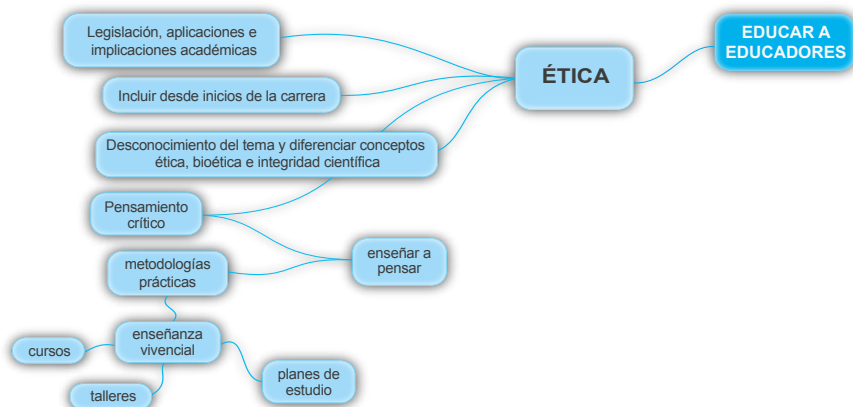 Legislación, aplicaciones e
implicaciones académicas
EDUCAR A
EDUCADORES
ÉTICA
Incluir desde inicios de la carrera
Desconocimiento del tema y diferenciar conceptos
ética, bioética e integridad científica
Pensamiento
crítico
enseñar a
pensar
metodologías
prácticas
enseñanza
vivencial
cursos
planes de
estudio
talleres